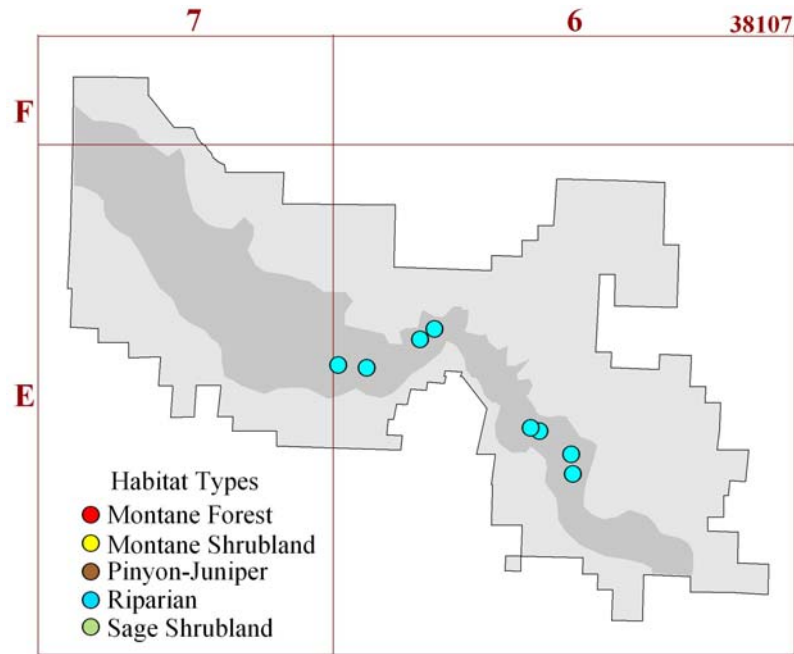 7 6 38107
F
E
Habitat Types
Montane Forest
Montane Shrubland
Pinyon-Juniper
Riparian
Sage Shrubland